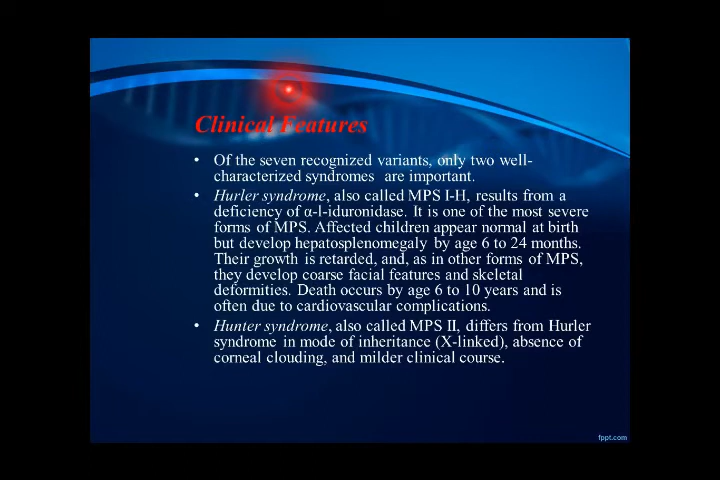 Clinical Features
• Of the seven recognized variants, only two well-
characterized syndromes are important.
• Hurler syndrome, also called MPS I-H, results from a
deficiency of α-l-iduronidase. It is one of the most severe
forms of MPS. Affected children appear normal at birth
but develop hepatosplenomegaly by age 6 to 24 months.
Their growth is retarded, and, as in other forms of MPS,
they develop coarse facial features and skeletal
deformities. Death occurs by age 6 to 10 years and is
often due to cardiovascular complications.
• Hunter syndrome, also called MPS II, differs from Hurler
syndrome in mode of inheritance (X-linked), absence of
corneal clouding, and milder clinical course.
fppt.com